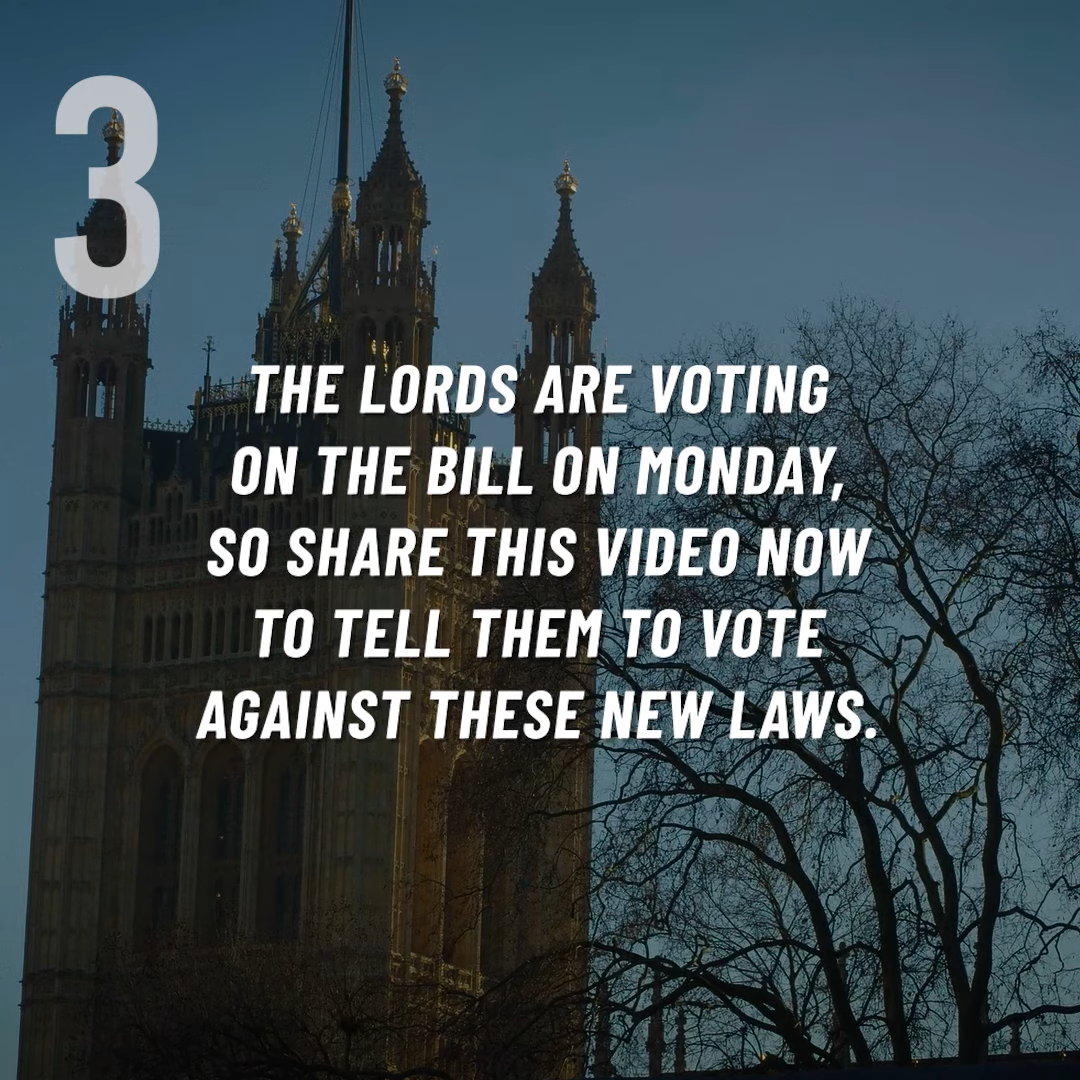 3
THE LORDS ARE VOTING
ON THE BILL ON MONDAY,
SO SHARE THIS VIDEO NOW
TO TELL THEM TO VOTE
AGAINST THESE NEW LAWS.